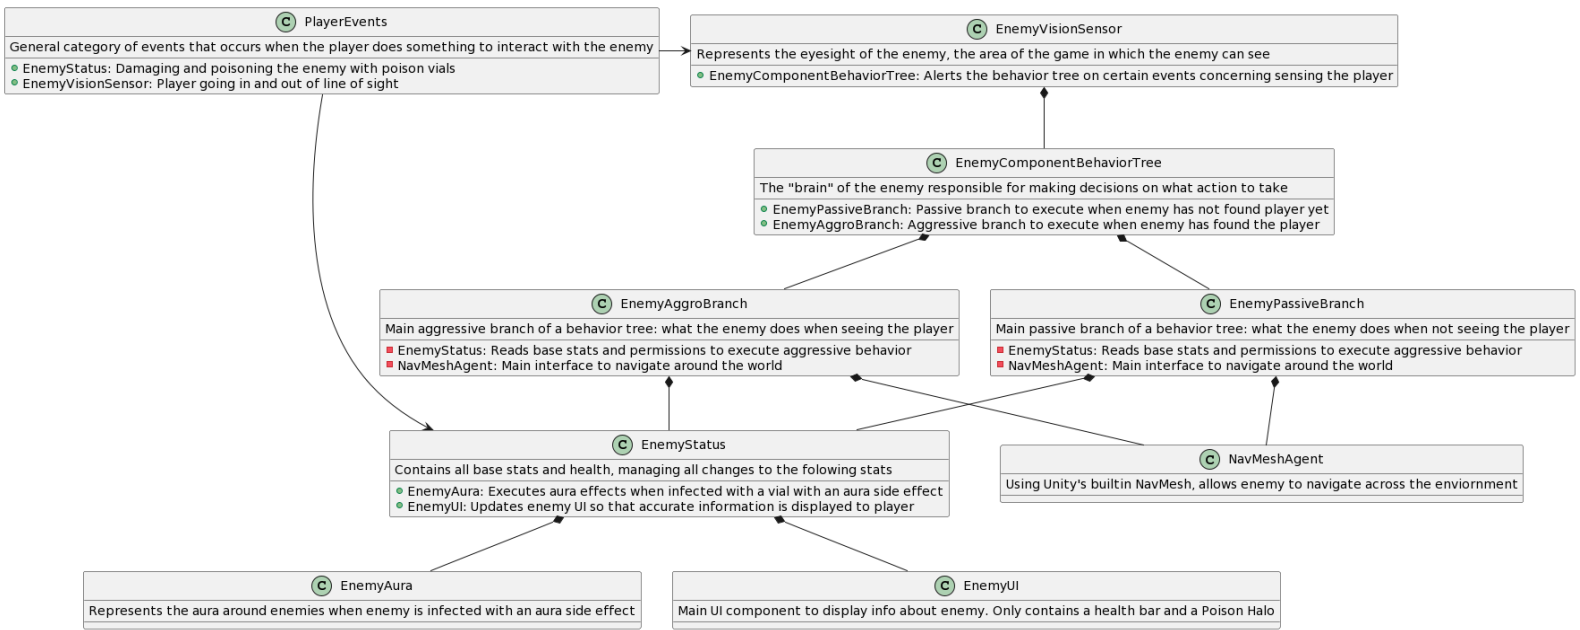 C PlayerEvents
General category of events that occurs when the player does something to interact with the enemy
EnemyStatus: Damaging and poisoning the enemy with poison vials
EnemyVisionSensor: Player going in and out of line of sight
C EnemyVisionSensor
Represents the eyesight of the enemy, the area of the game in which the enemy can see
EnemyComponentBehaviorTree: Alerts the behavior tree on certain events concerning sensing the player
C EnemyComponentBehaviorTree
The "brain" of the enemy responsible for making decisions on what action to take
EnemyPassiveBranch: Passive branch to execute when enemy has not found player yet
EnemyAggroBranch: Aggressive branch to execute when enemy has found the player
C EnemyAggroBranch
Main aggressive branch of a behavior tree: what the enemy does when seeing the player
EnemyStatus: Reads base stats and permissions to execute aggressive behavior
NavMeshAgent: Main interface to navigate around the world
C EnemyPassiveBranch
Main passive branch of a behavior tree: what the enemy does when not seeing the player
EnemyStatus: Reads base stats and permissions to execute aggressive behavior
NavMeshAgent: Main interface to navigate around the world
C EnemyStatus
Contains all base stats and health, managing all changes to the folowing stats
EnemyAura: Executes aura effects when infected with a vial with an aura side effect
EnemyUI: Updates enemy UI so that accurate information is displayed to player
C NavMeshAgent
Using Unity's builtin NavMesh, allows enemy to navigate across the enviornment
C EnemyAura
Represents the aura around enemies when enemy is infected with an aura side effect
C EnemyUI
Main UI component to display info about enemy. Only contains a health bar and a Poison Halo